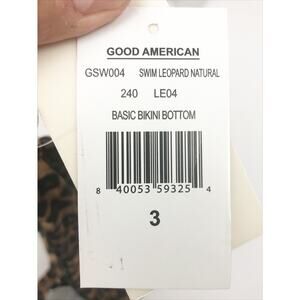 GOOD AMERICAN
GSW004 SWIM LEOPARD NATURAL
240 LE04
BASIC BIKINI BOTTOM
8 40053 59325 4
3